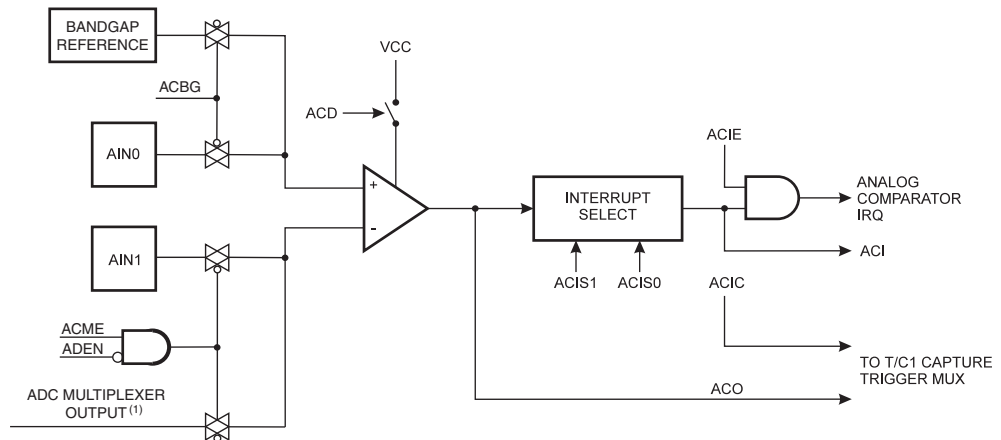 BANDGAP
REFERENCE
VCC
ACBG
ACD
AIN0
ACIE
+
-
INTERRUPT
SELECT
ANALOG
COMPARATOR
IRQ
AIN1
ACI
ACIS1
ACIS0
ACIC
ACME
ADEN
TO T/C1 CAPTURE
TRIGGER MUX
ADC MULTIPLEXER
OUTPUT (1)
ACO